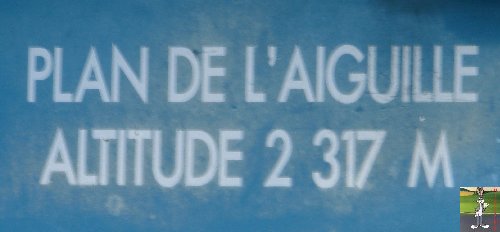 PLAN DE L'AIGUILLE
ALTITUDE 2 317 M